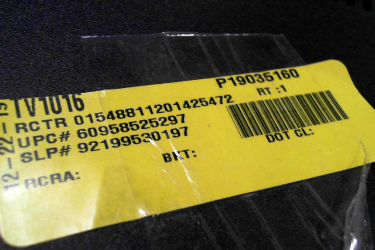 TV1016
P19035160
RCTR 01548811201425472
RT :1
UPC# 60958525297
SLP# 92199530197
DOT CL:
BKT:
RCRA: